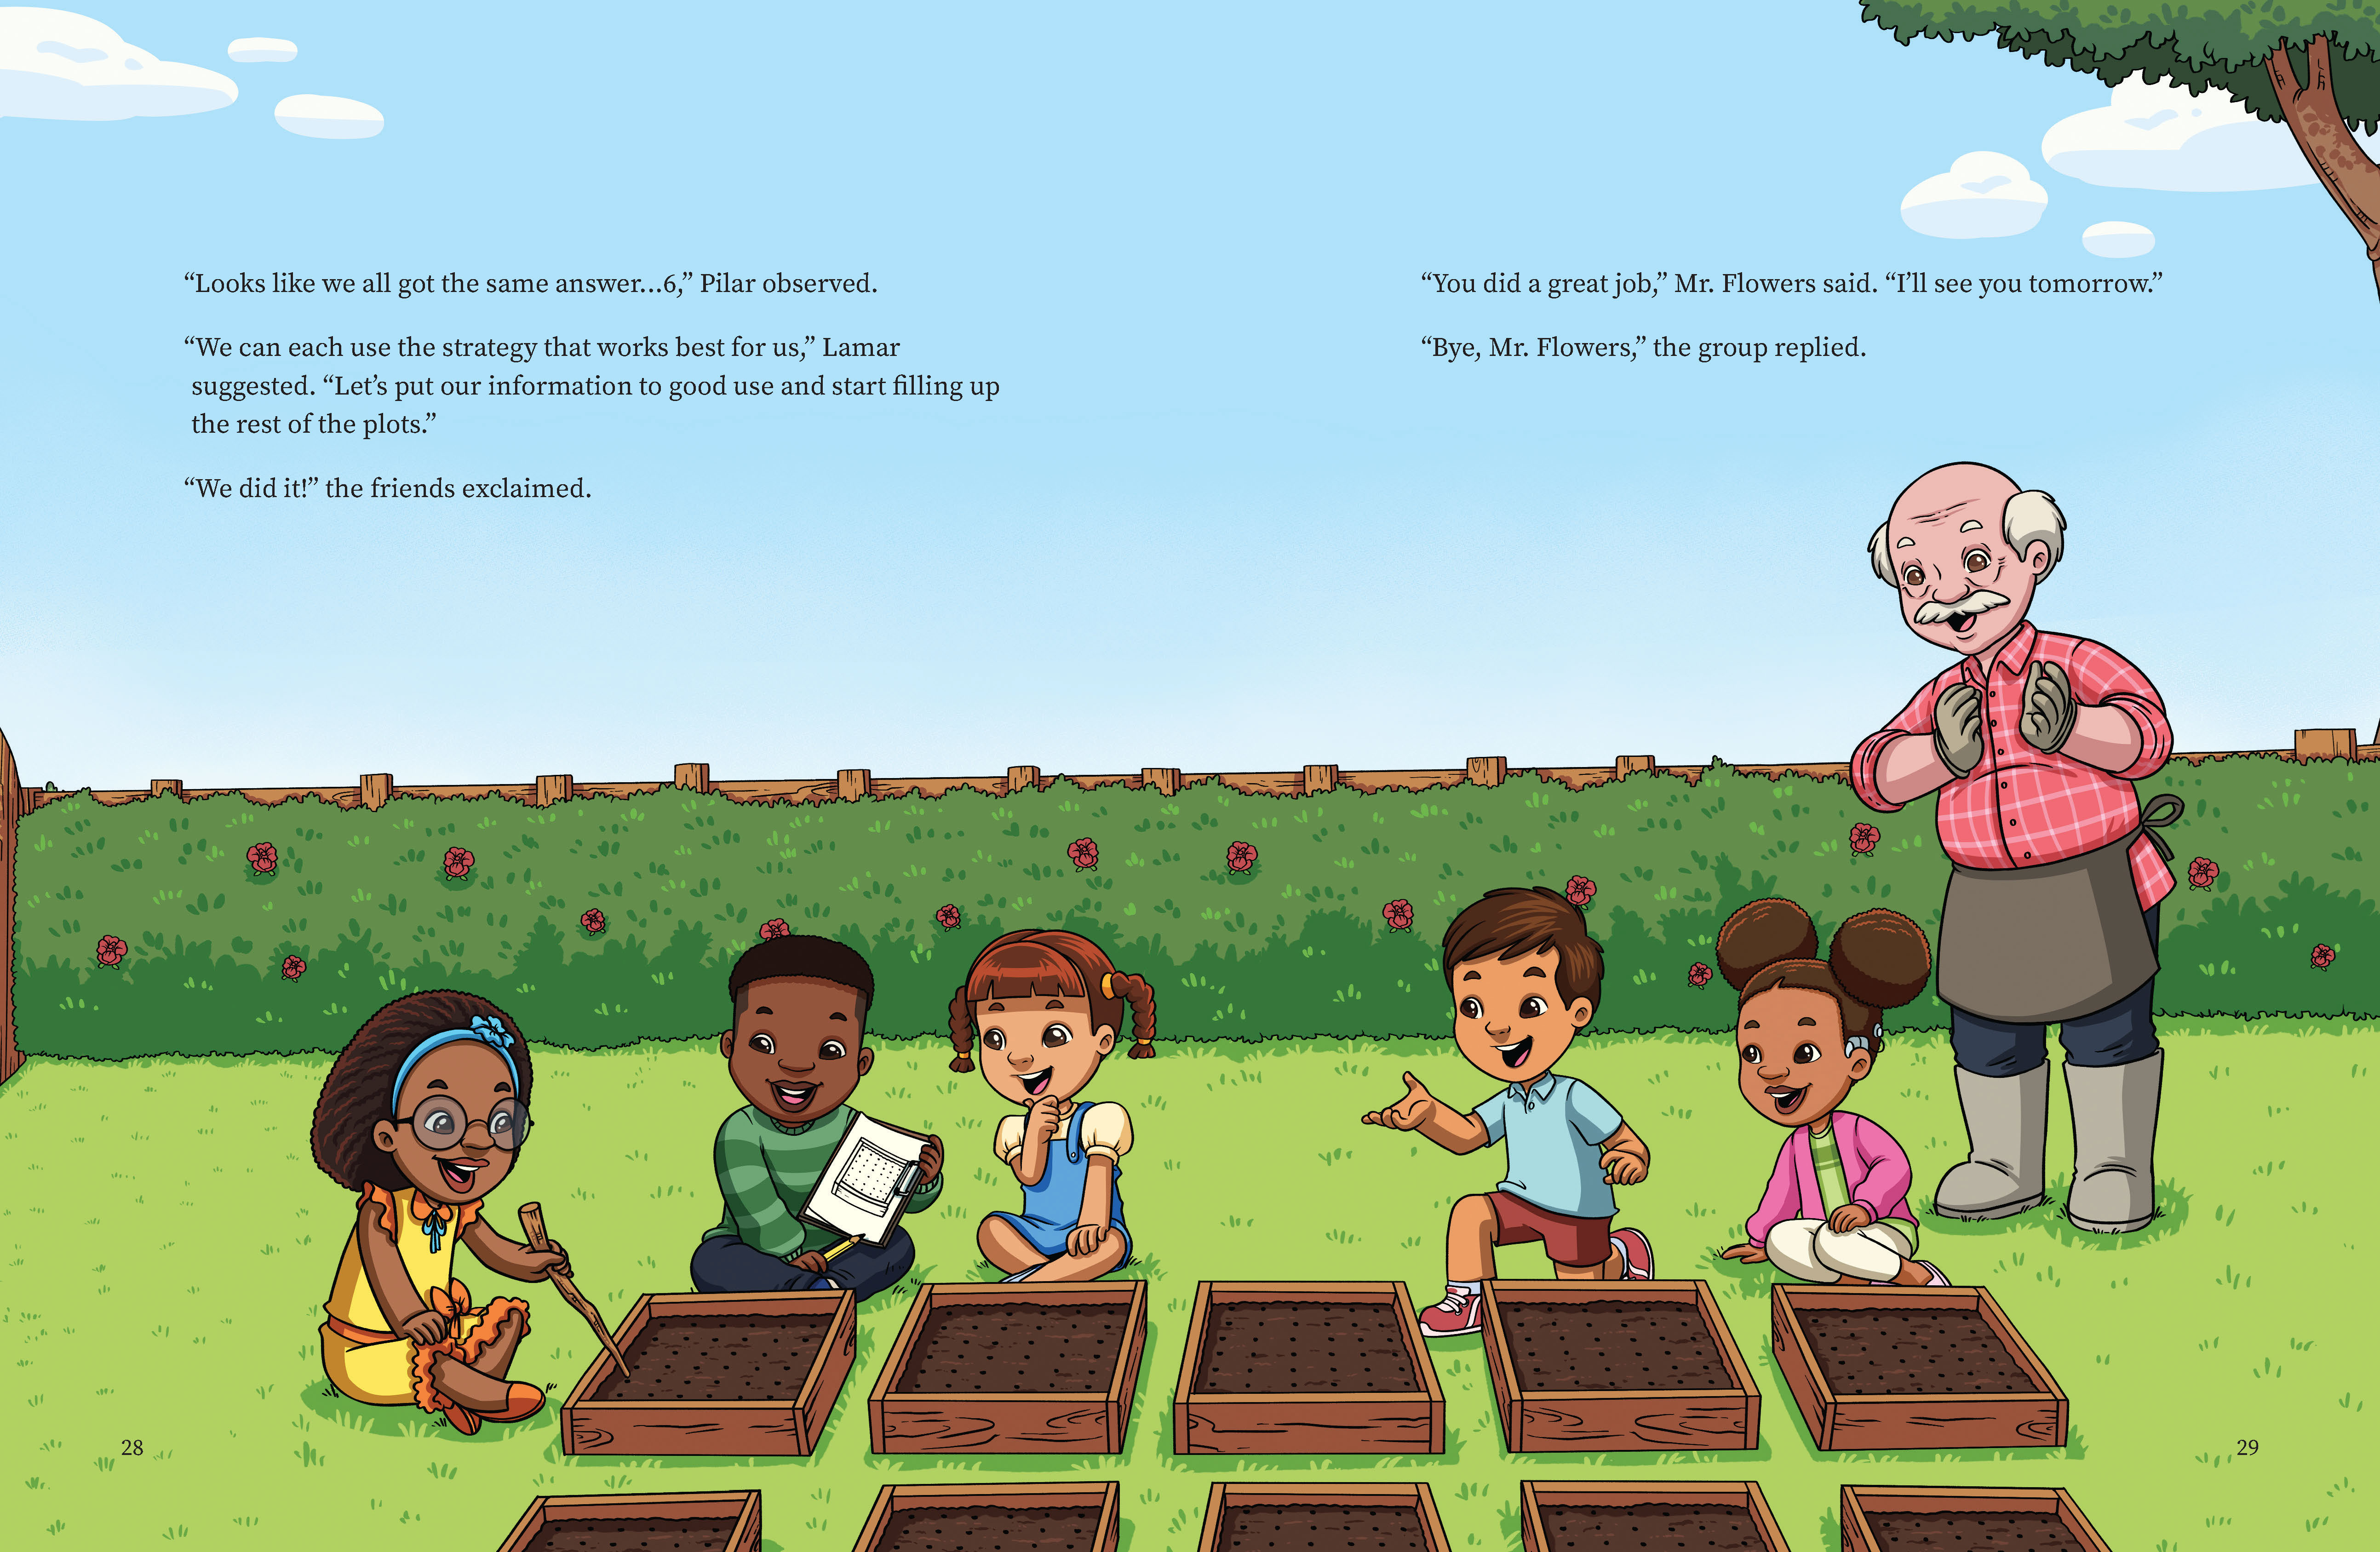 “Looks like we all got the same answer...6,” Pilar observed.
“We can each use the strategy that works best for us,” Lamar
suggested. “Let’s put our information to good use and start filling up
the rest of the plots.”
“We did it!” the friends exclaimed.
28
“You did a great job,” Mr. Flowers said. “I’ll see you tomorrow.”
“Bye, Mr. Flowers,” the group replied.
29